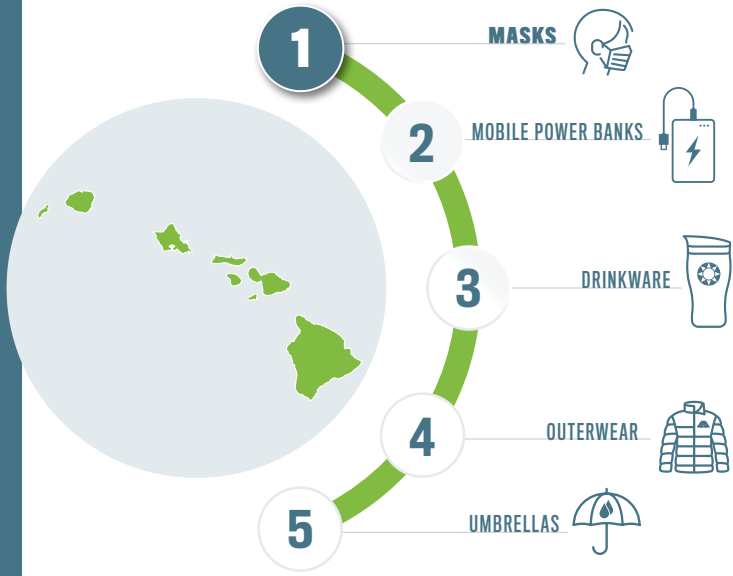 1 MASKS
2 MOBILE POWER BANKS
3 DRINKWARE
4 OUTERWEAR
5 UMBRELLAS